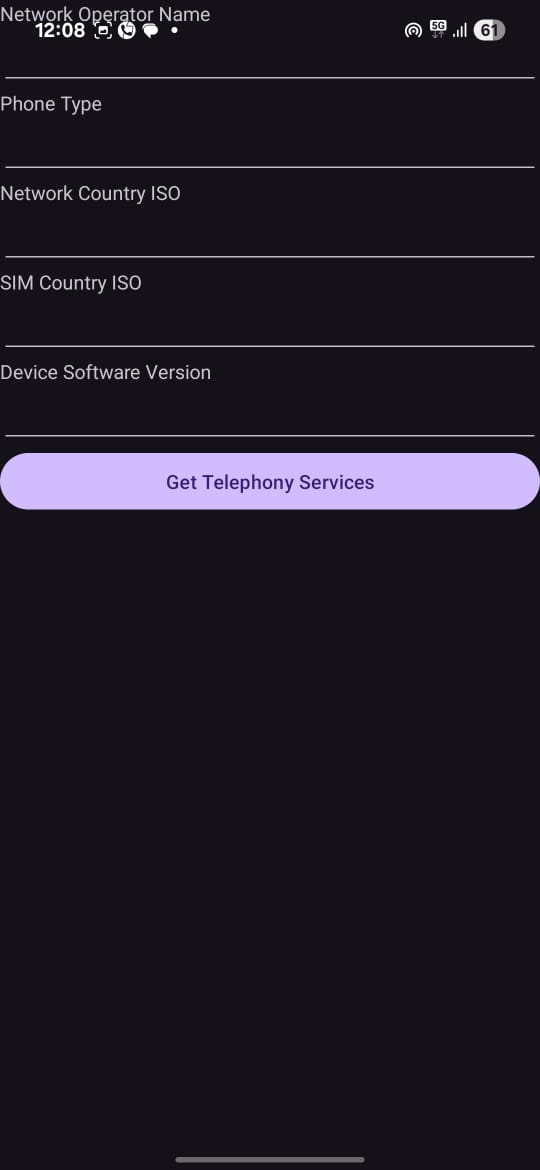 Network Operator Name
12:08 5G 61
Phone Type
Network Country ISO
SIM Country ISO
Device Software Version
Get Telephony Services